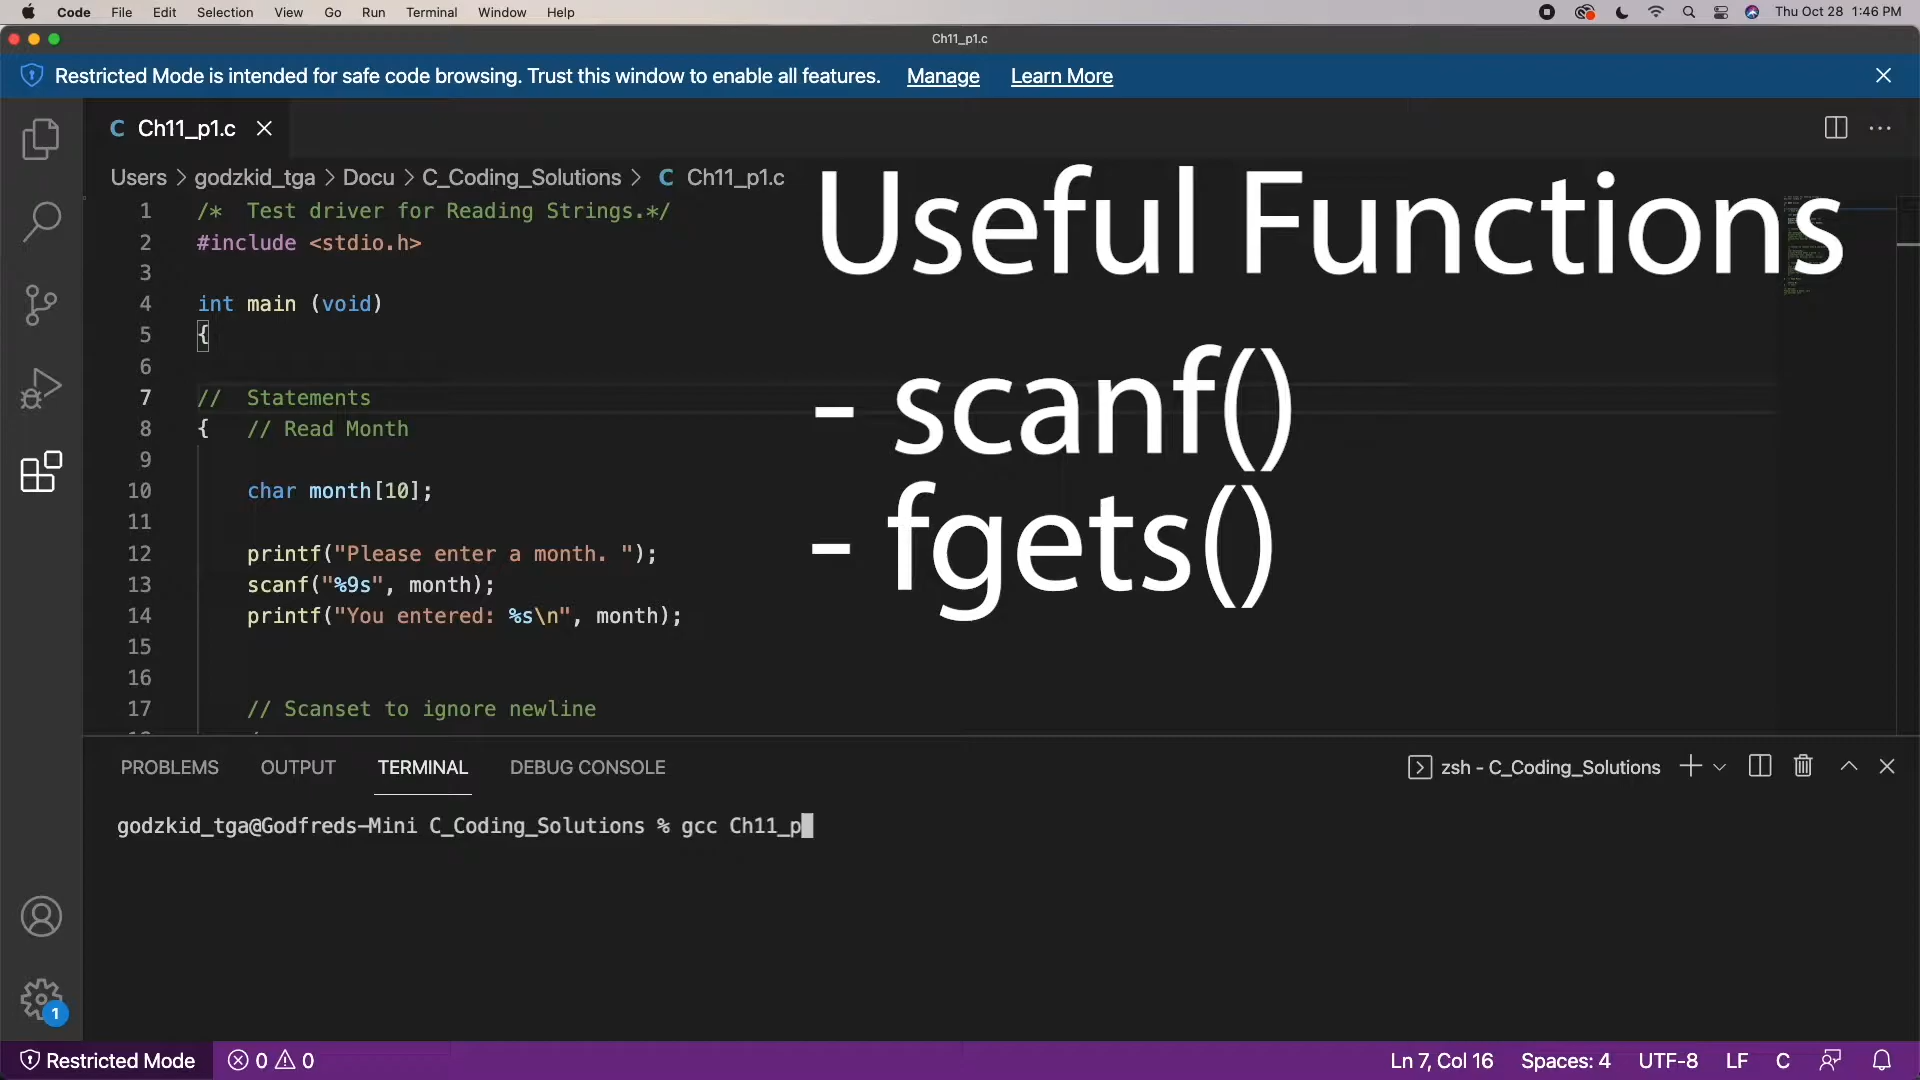 Code File Edit Selection View Go Run Terminal Window Help Thu Oct 28 1:46 PM
Ch11_p1.c
Restricted Mode is intended for safe code browsing. Trust this window to enable all features. Manage Learn More
C Ch11_p1.c
Users > godzkid_tga > Docu > C_Coding_Solutions > C Ch11_p1.c
Useful Functions
- scanf()
- fgets()
1 /* Test driver for Reading Strings.*/
2 #include <stdio.h>
3
4 int main (void)
5 {
6
7 // Statements
8 { // Read Month
9
10 char month[10];
11
12 printf("Please enter a month. ");
13 scanf("%9s", month);
14 printf("You entered: %s\n", month);
15
16
17 // Scanset to ignore newline
PROBLEMS OUTPUT TERMINAL DEBUG CONSOLE zsh - C_Coding_Solutions
godzkid_tga@Godfreds-Mini C_Coding_Solutions % gcc Ch11_p
1
Restricted Mode 0 0 Ln 7, Col 16 Spaces: 4 UTF-8 LF C